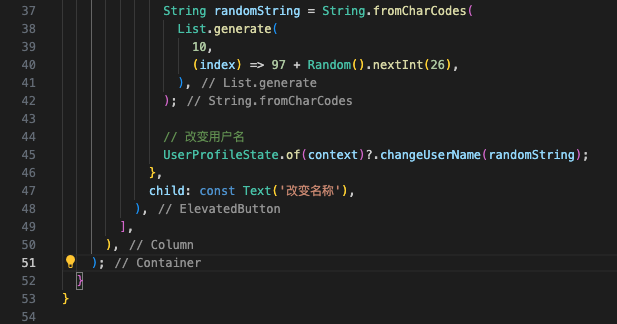 37 String randomString = String.fromCharCodes(
38 List.generate(
39 10,
40 (index) => 97 + Random().nextInt(26),
41 ), // List.generate
42 ); // String.fromCharCodes
43
44 // 改变用户名
45 UserProfileState.of(context)?.changeUserName(randomString);
46 },
47 child: const Text('改变名称'),
48 ), // ElevatedButton
49 ],
50 ), // Column
51 ); // Container
52 }
53 }
54